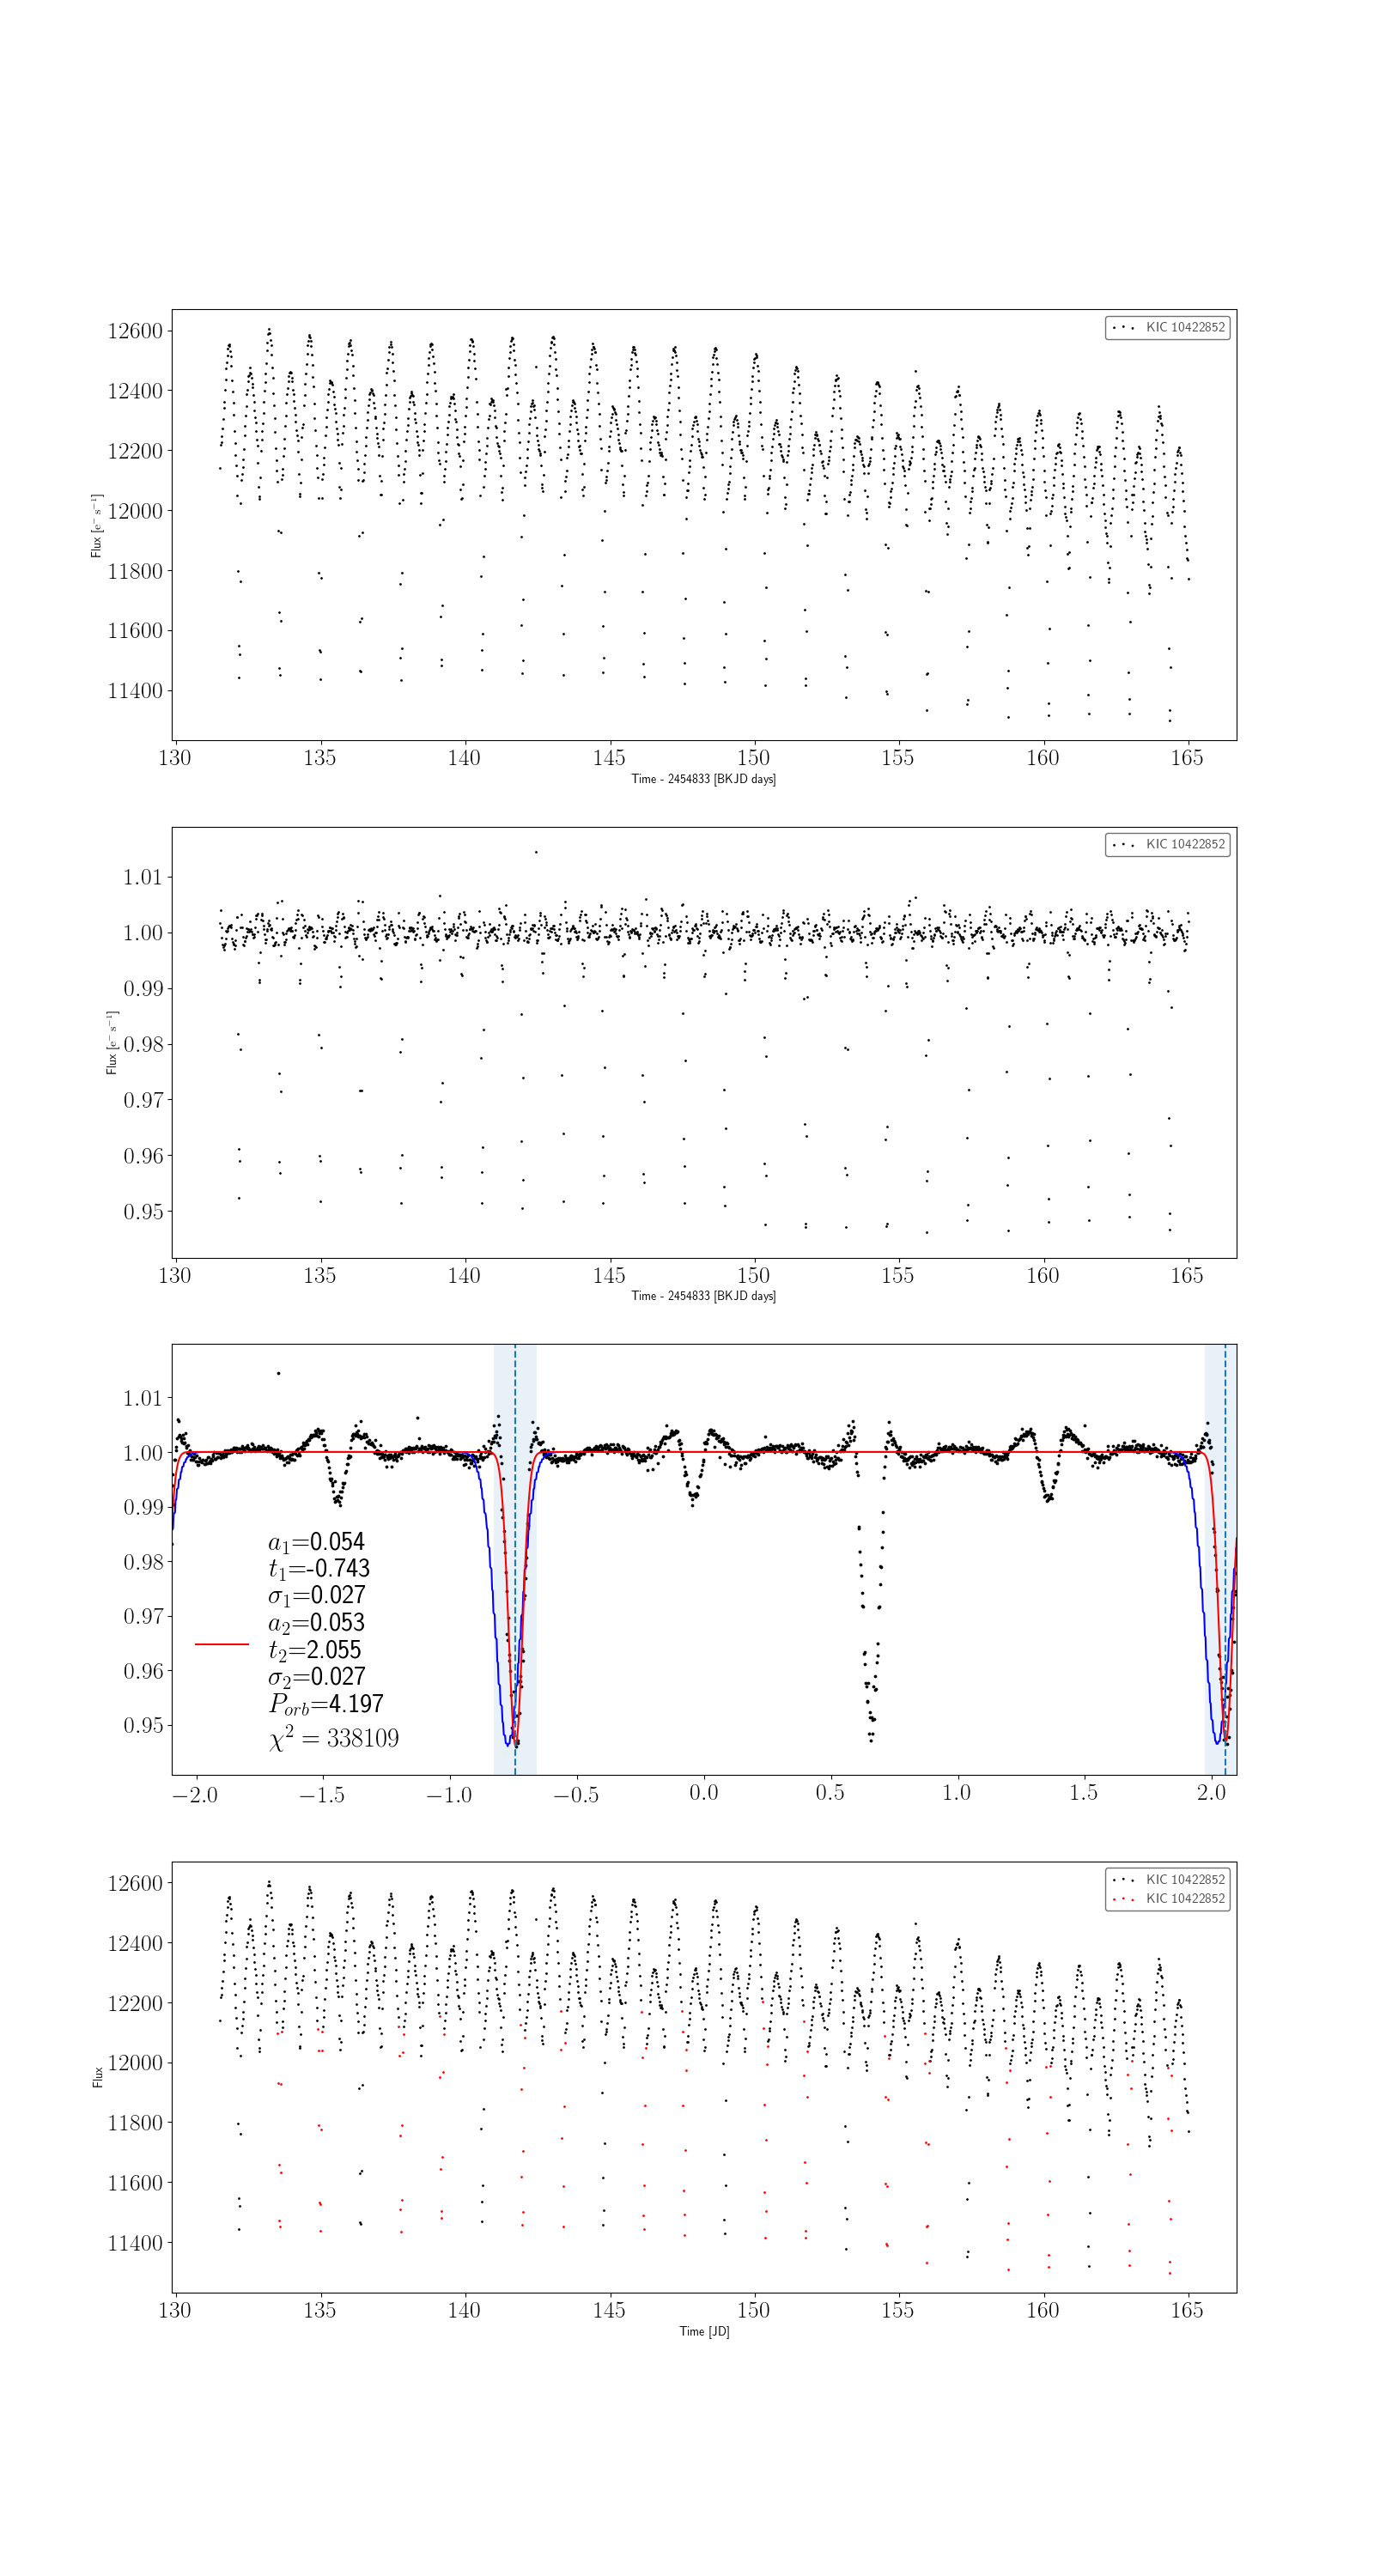 12600
12400
12200
12000
11800
11600
11400
Flux [e⁻ s⁻¹]
KIC 10422852
130 135 140 145 150 155 160 165
Time - 2454833 [BKJD days]
1.01
1.00
0.99
0.98
0.97
0.96
0.95
Flux [e⁻ s⁻¹]
KIC 10422852
130 135 140 145 150 155 160 165
Time - 2454833 [BKJD days]
1.01
1.00
0.99
0.98
0.97
0.96
0.95
a₁=0.054
t₁=-0.743
σ₁=0.027
a₂=0.053
t₂=2.055
σ₂=0.027
P_orb=4.197
χ² = 338109
−2.0 −1.5 −1.0 −0.5 0.0 0.5 1.0 1.5 2.0
12600
12400
12200
12000
11800
11600
11400
Flux
KIC 10422852
KIC 10422852
130 135 140 145 150 155 160 165
Time [JD]